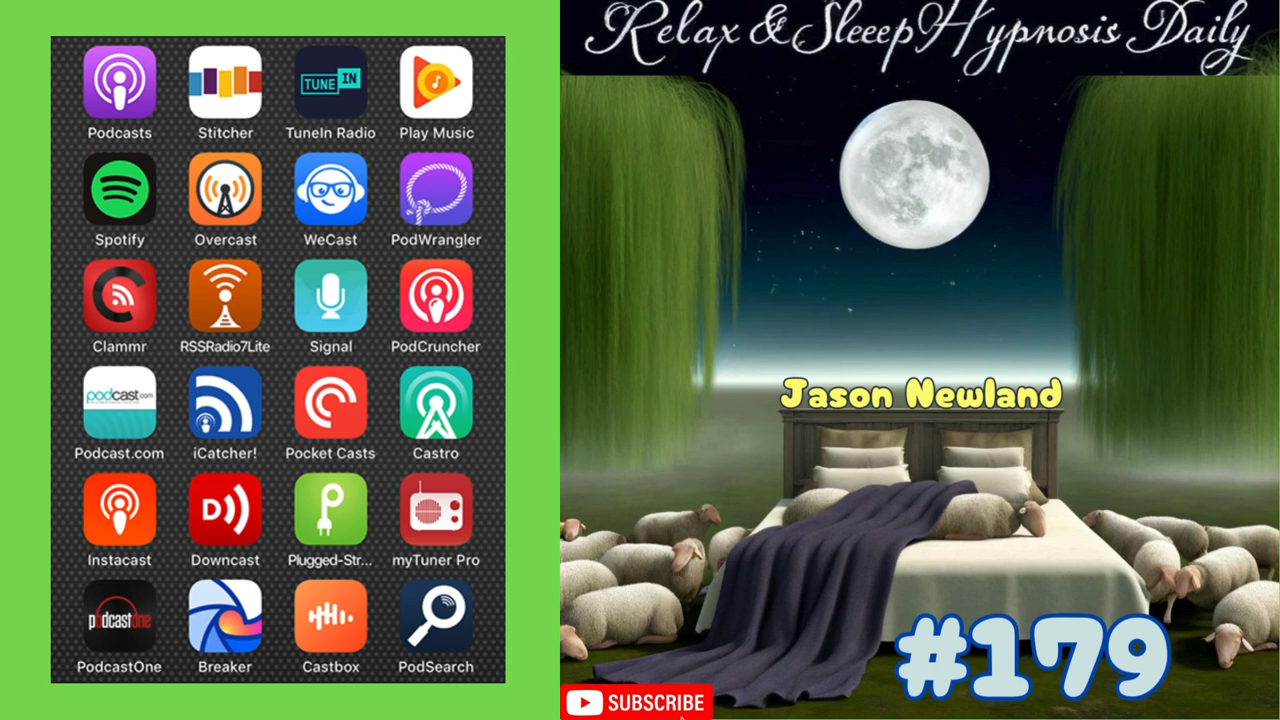 TUNE IN
Podcasts Stitcher TuneIn Radio Play Music
Spotify Overcast WeCast PodWrangler
Clammr RSSRadio7Lite Signal PodCruncher
podcast.com
Podcast.com iCatcher! Pocket Casts Castro
D
Instacast Downcast Plugged-Str... myTuner Pro
podcastone
PodcastOne Breaker Castbox PodSearch
Relax & Sleeep Hypnosis Daily
Jason Newland
#179
SUBSCRIBE